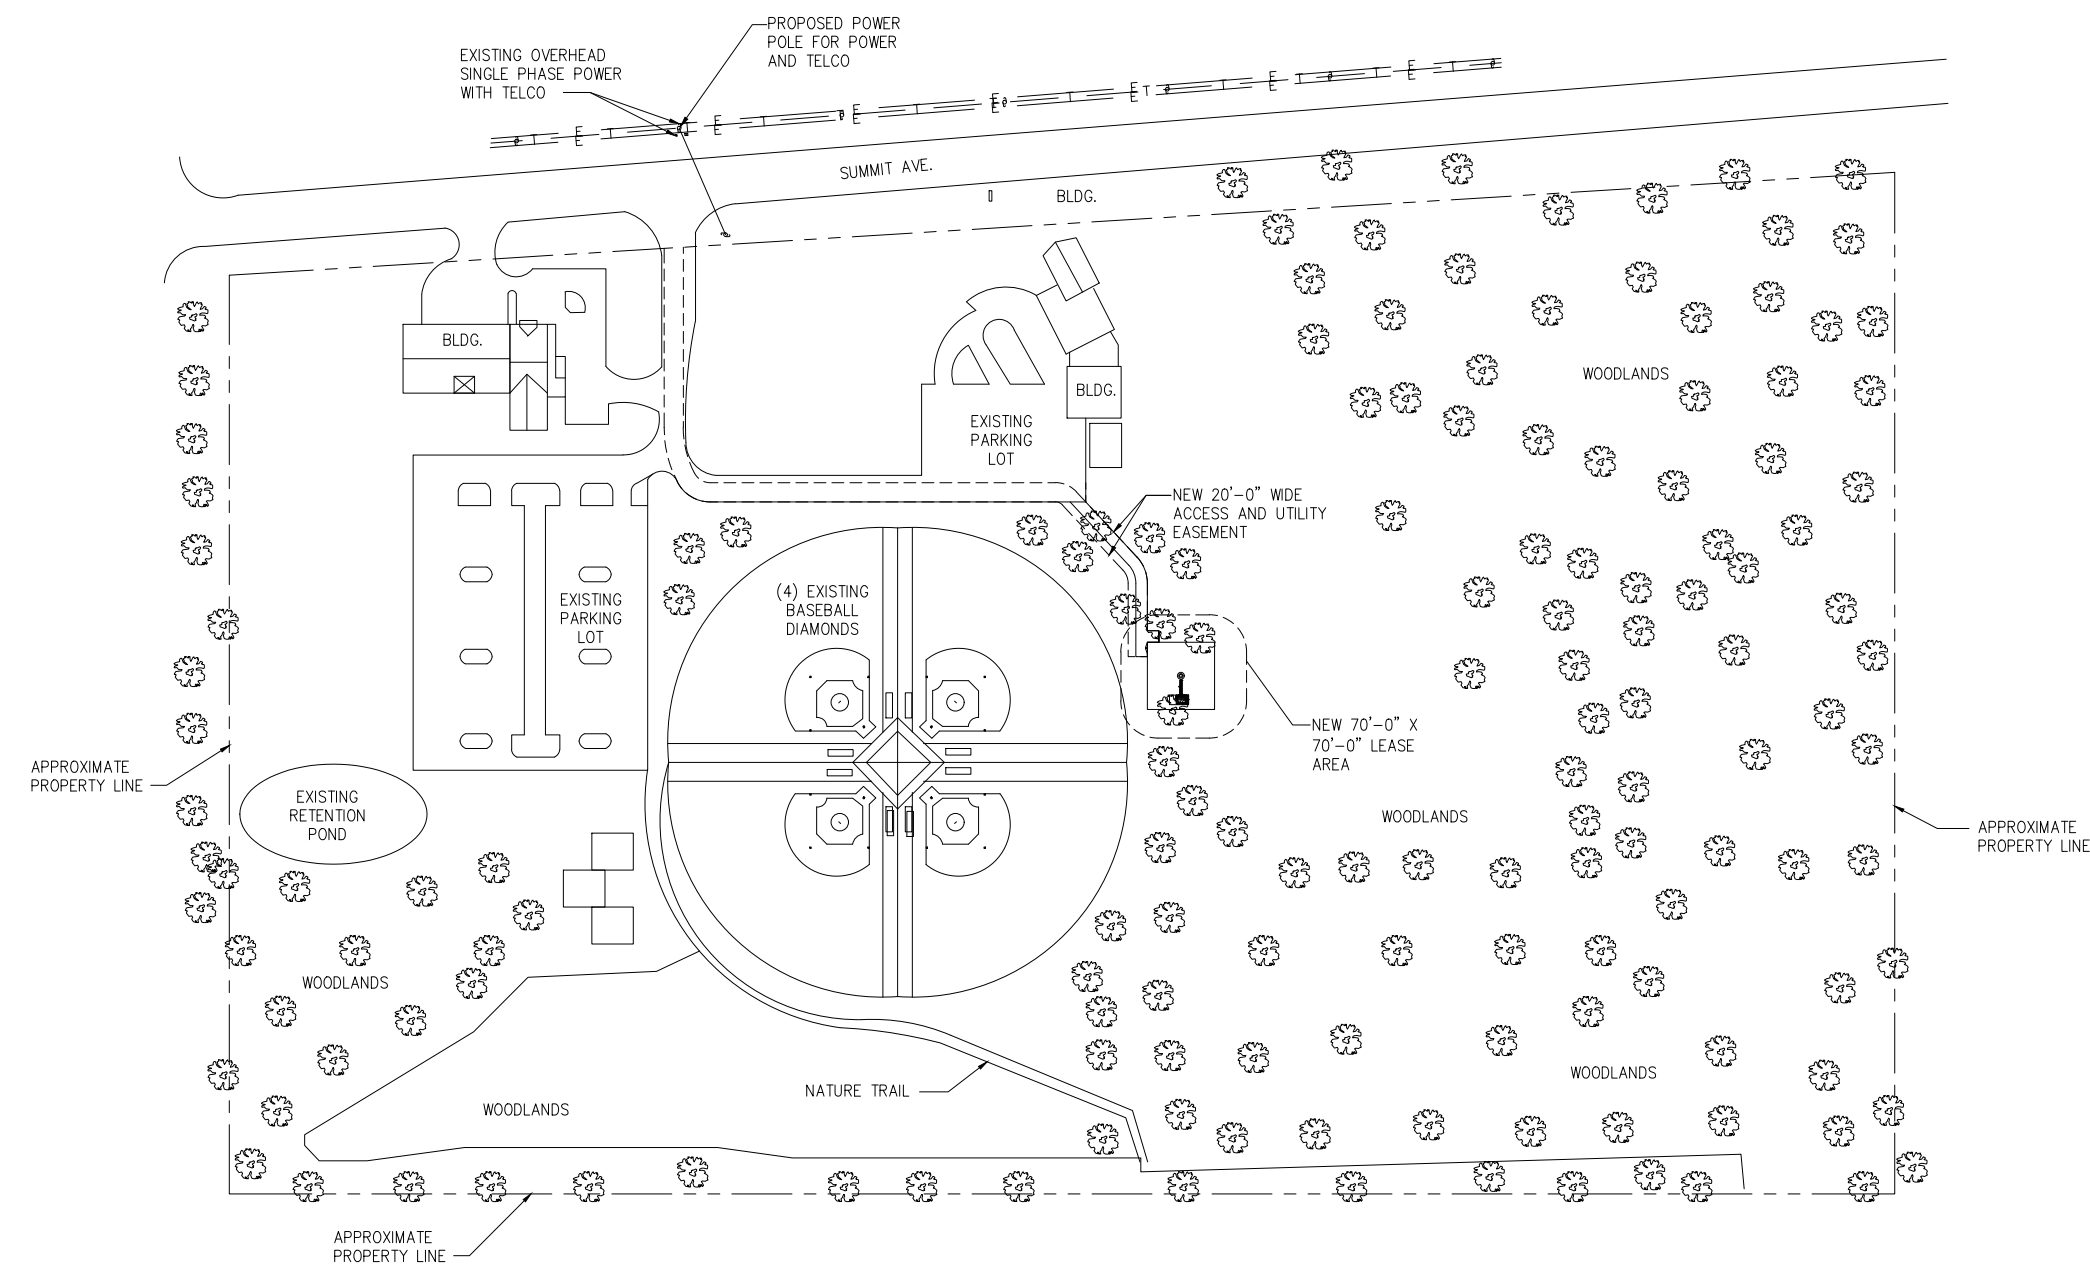 PROPOSED POWER
POLE FOR POWER
AND TELCO
EXISTING OVERHEAD
SINGLE PHASE POWER
WITH TELCO
T E T T E T E T E T E T E T E T
SUMMIT AVE.
BLDG.
BLDG.
BLDG.
WOODLANDS
EXISTING
PARKING
LOT
NEW 20'-0" WIDE
ACCESS AND UTILITY
EASEMENT
(4) EXISTING
BASEBALL
DIAMONDS
EXISTING
PARKING
LOT
NEW 70'-0" X
70'-0" LEASE
AREA
APPROXIMATE
PROPERTY LINE
EXISTING
RETENTION
POND
WOODLANDS
APPROXIMATE
PROPERTY LINE
WOODLANDS
WOODLANDS
NATURE TRAIL
WOODLANDS
APPROXIMATE
PROPERTY LINE